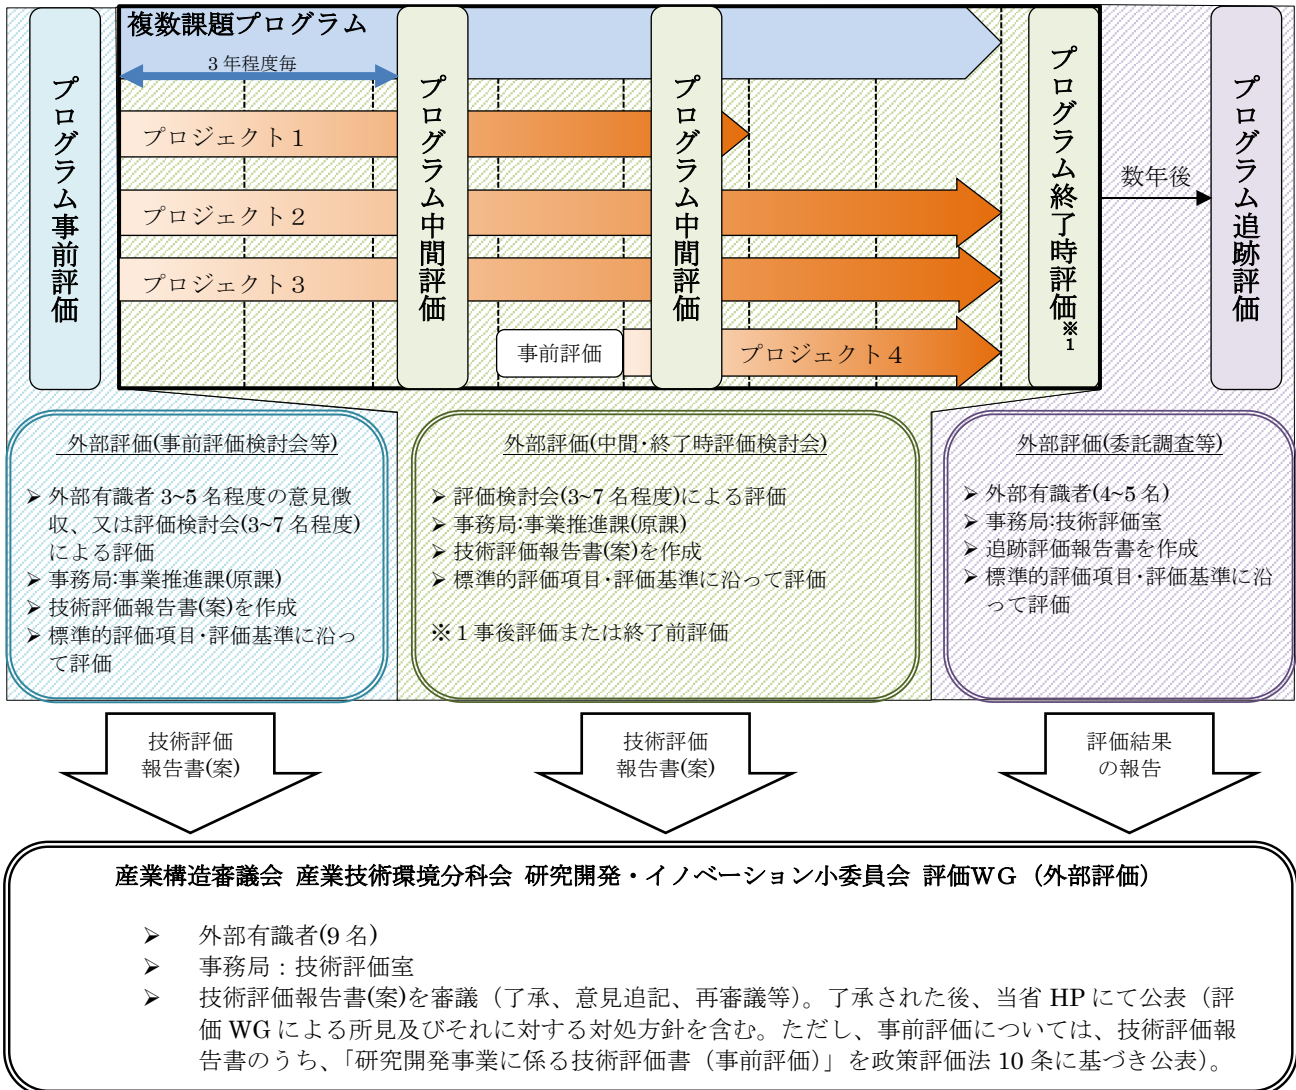 複数課題プログラム
3年程度毎
プログラム事前評価
プログラム中間評価
プログラム中間評価
プログラム終了時評価※1
プログラム追跡評価
数年後
プロジェクト1
プロジェクト2
プロジェクト3
事前評価
プロジェクト4
外部評価(事前評価検討会等)
➢ 外部有識者 3~5 名程度の意見徴
収、又は評価検討会(3~7 名程度)
による評価
➢ 事務局:事業推進課(原課)
➢ 技術評価報告書(案)を作成
➢ 標準的評価項目・評価基準に沿っ
て評価
外部評価(中間・終了時評価検討会)
➢ 評価検討会(3~7 名程度)による評価
➢ 事務局:事業推進課(原課)
➢ 技術評価報告書(案)を作成
➢ 標準的評価項目・評価基準に沿って評価
※1事後評価または終了前評価
外部評価(委託調査等)
➢ 外部有識者(4~5 名)
➢ 事務局:技術評価室
➢ 追跡評価報告書を作成
➢ 標準的評価項目・評価基準に沿
って評価
技術評価
報告書(案)
技術評価
報告書(案)
評価結果
の報告
産業構造審議会 産業技術環境分科会 研究開発・イノベーション小委員会 評価WG（外部評価）
➢ 外部有識者(9 名)
➢ 事務局：技術評価室
➢ 技術評価報告書(案)を審議（了承、意見追記、再審議等）。了承された後、当省 HP にて公表（評
価 WG による所見及びそれに対する対処方針を含む。ただし、事前評価については、技術評価報
告書のうち、「研究開発事業に係る技術評価書（事前評価）」を政策評価法 10 条に基づき公表）。